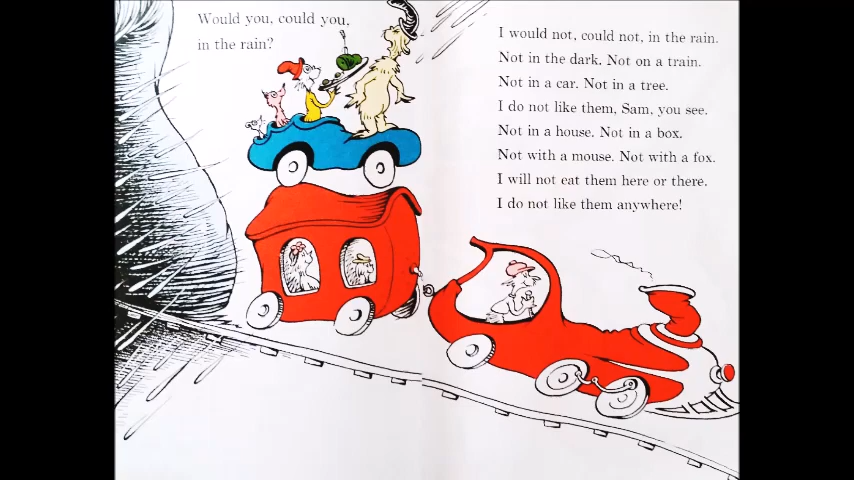 Would you, could you,
in the rain?
I would not, could not, in the rain.
Not in the dark. Not on a train.
Not in a car. Not in a tree.
I do not like them, Sam, you see.
Not in a house. Not in a box.
Not with a mouse. Not with a fox.
I will not eat them here or there.
I do not like them anywhere!